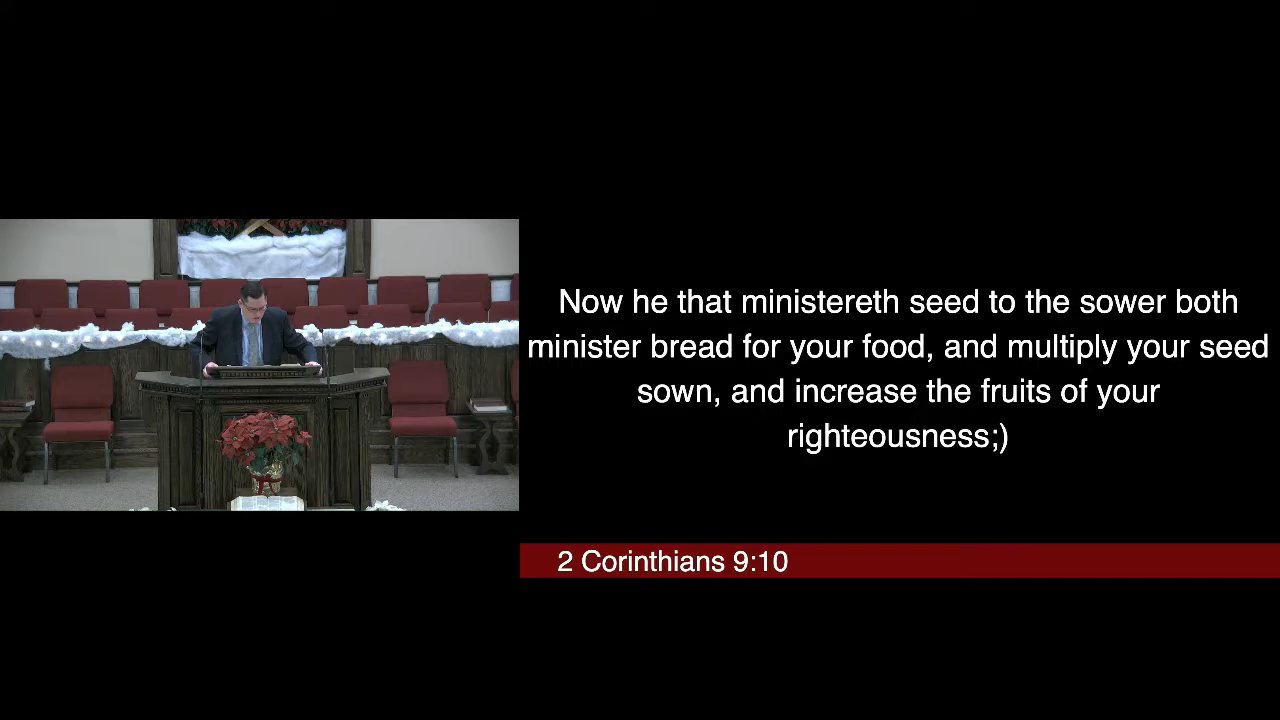 Now he that ministereth seed to the sower both
minister bread for your food, and multiply your seed
sown, and increase the fruits of your
righteousness;)
2 Corinthians 9:10